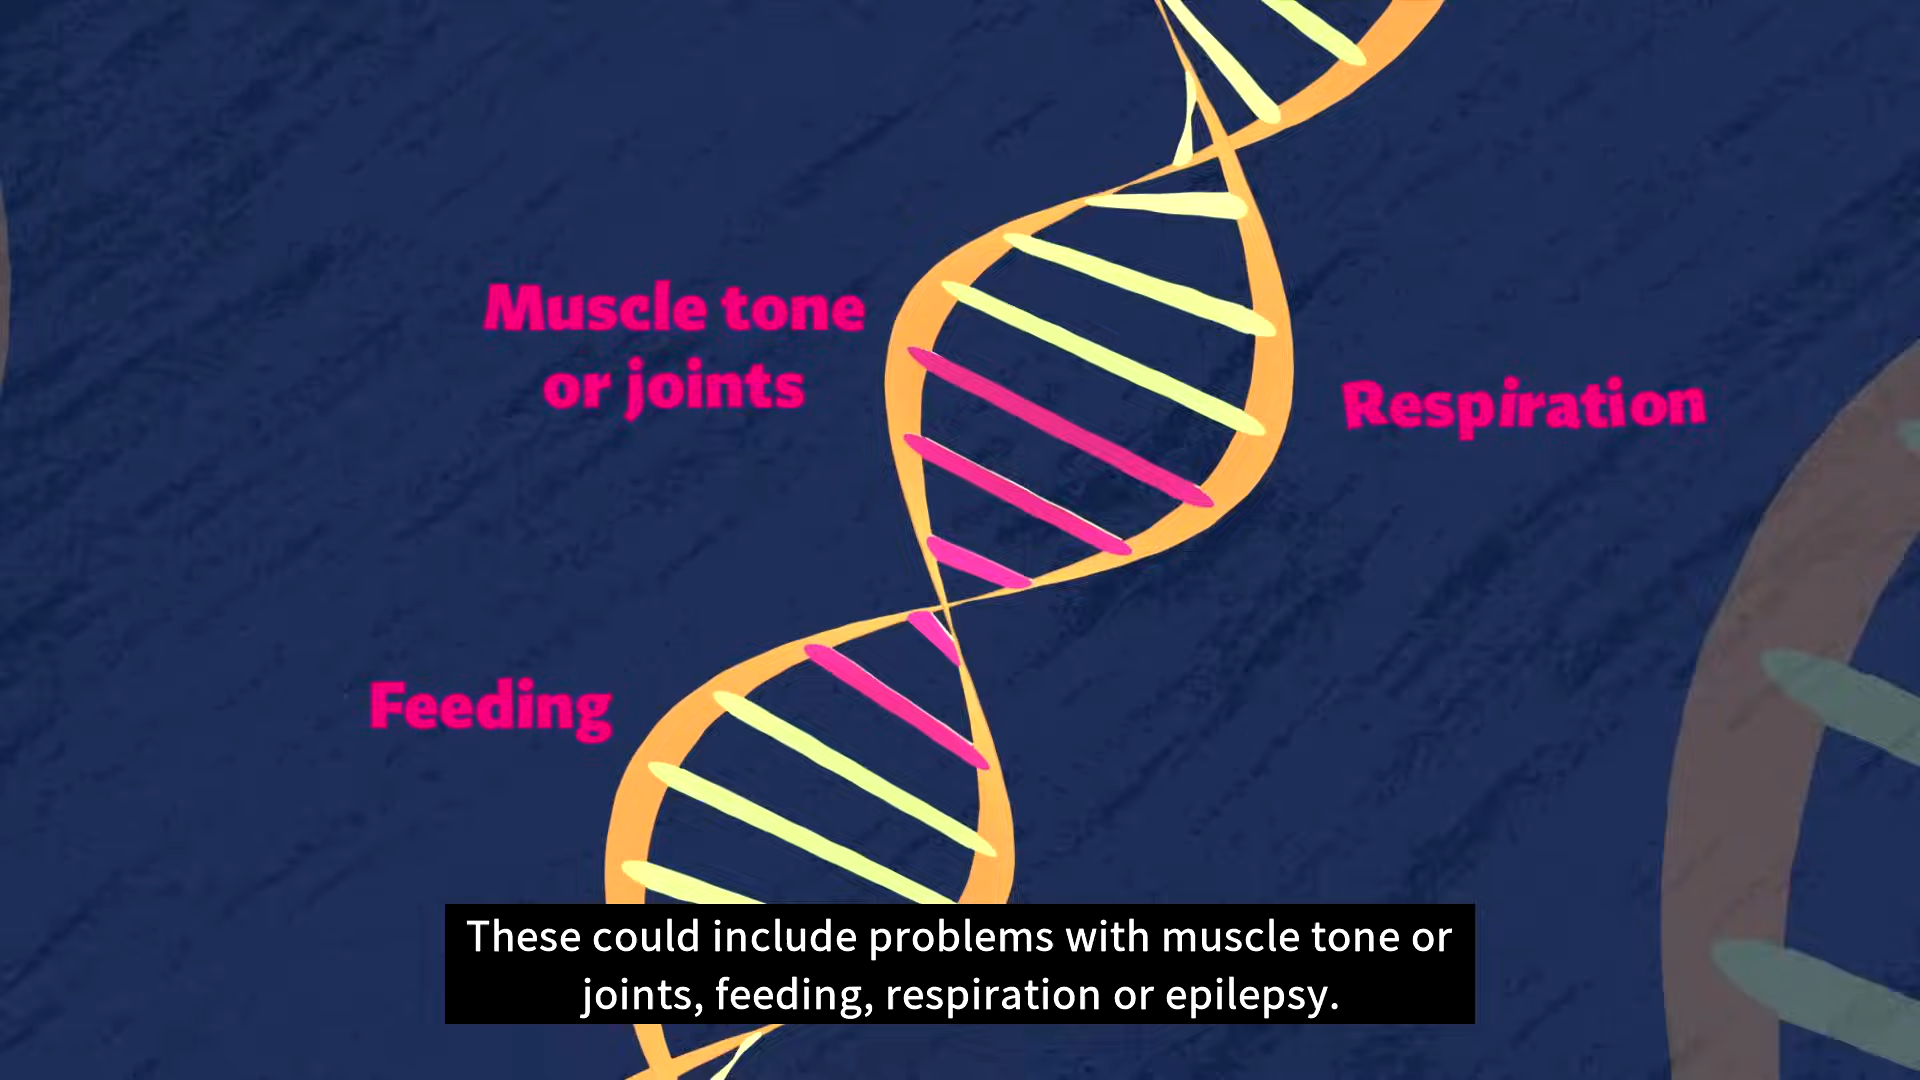 Muscle tone
or joints
Respiration
Feeding
These could include problems with muscle tone or
joints, feeding, respiration or epilepsy.